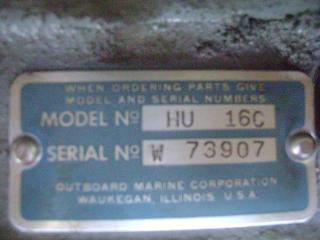 WHEN ORDERING PARTS GIVE
MODEL AND SERIAL NUMBERS
MODEL Nº HU 16C
SERIAL Nº W 73907
OUTBOARD MARINE CORPORATION
WAUKEGAN, ILLINOIS U.S.A.